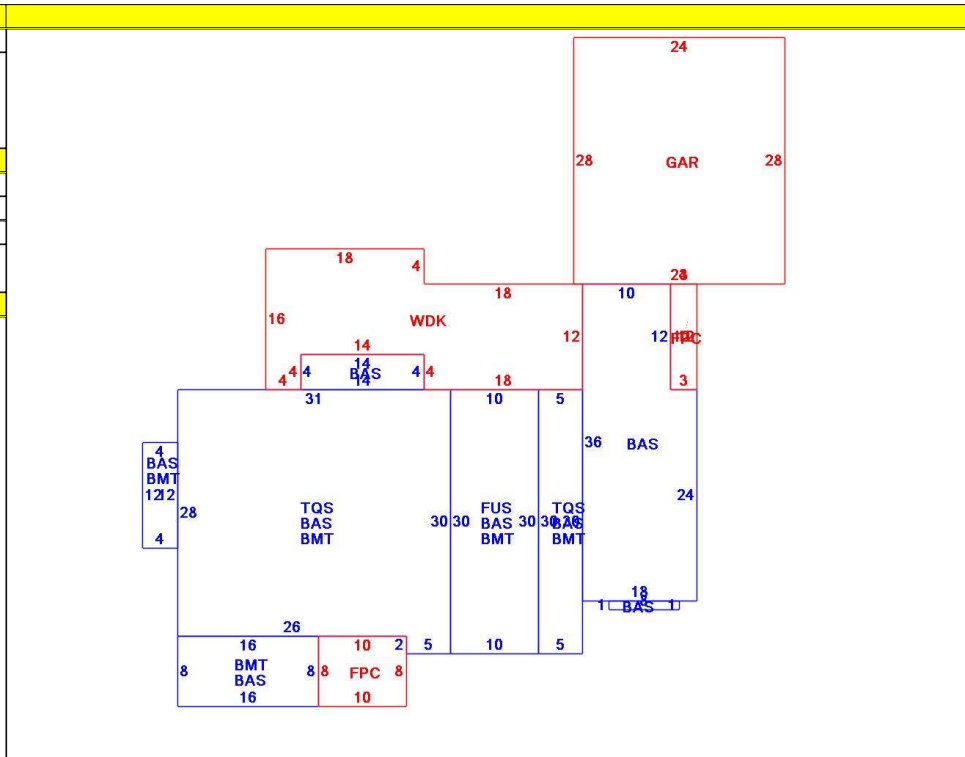 24
28 GAR 28
10
18 4
18
16 WDK 12 12
14
4 4 14 4 4
BAS
4 14 18 3
31 10 5
4
BAS
BMT
12 12
4
28
36 BAS
24
TQS
BAS
BMT
30 30
FUS
BAS
BMT
30
TQS
BAS
BMT
18
1 BAS 1
26
16 10 2 5 10 5
8 BMT 8 8 FPC 8
BAS
16 10